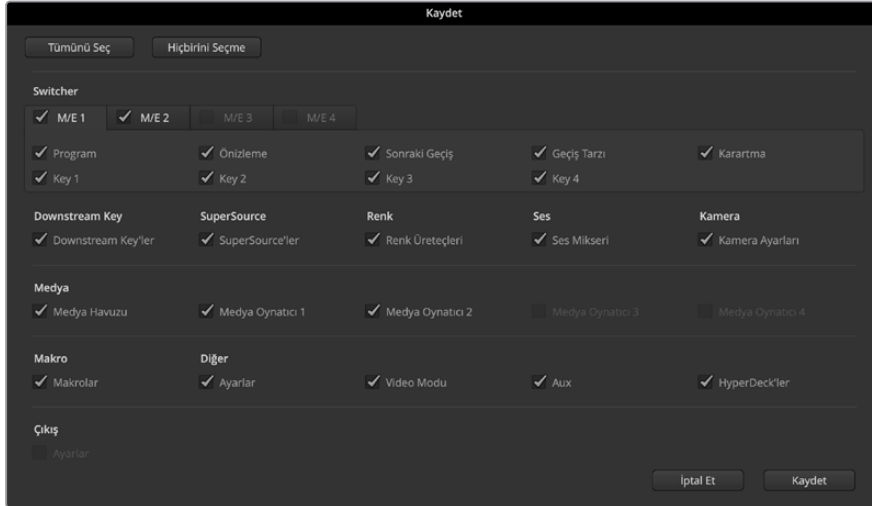 Kaydet
Tümünü Seç Hiçbirini Seçme
Switcher
M/E 1 M/E 2 M/E 3 M/E 4
Program Önizleme Sonraki Geçiş Geçiş Tarzı Karartma
Key 1 Key 2 Key 3 Key 4
Downstream Key SuperSource Renk Ses Kamera
Downstream Key'ler SuperSource'ler Renk Üreteçleri Ses Mikseri Kamera Ayarları
Medya
Medya Havuzu Medya Oynatıcı 1 Medya Oynatıcı 2 Medya Oynatıcı 3 Medya Oynatıcı 4
Makro Diğer
Makrolar Ayarlar Video Modu Aux HyperDeck'ler
Çıkış
Ayarlar
İptal Et Kaydet